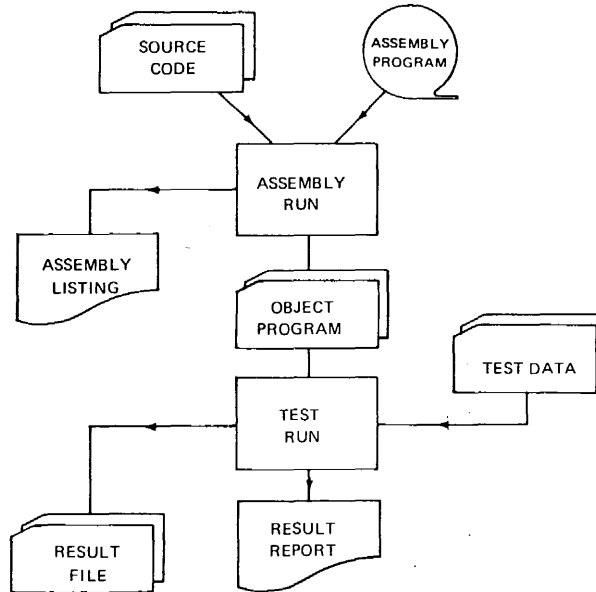 SOURCE
CODE
ASSEMBLY
PROGRAM
ASSEMBLY
RUN
ASSEMBLY
LISTING
OBJECT
PROGRAM
TEST DATA
TEST
RUN
RESULT
REPORT
RESULT
FILE